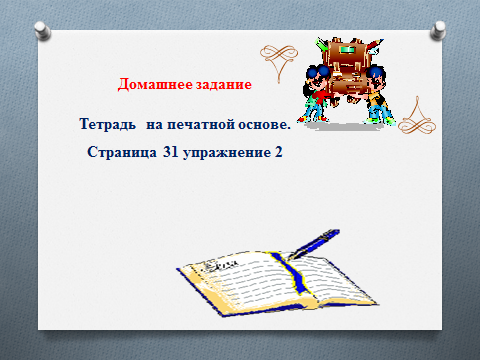 Домашнее задание
Тетрадь на печатной основе.
Страница 31 упражнение 2